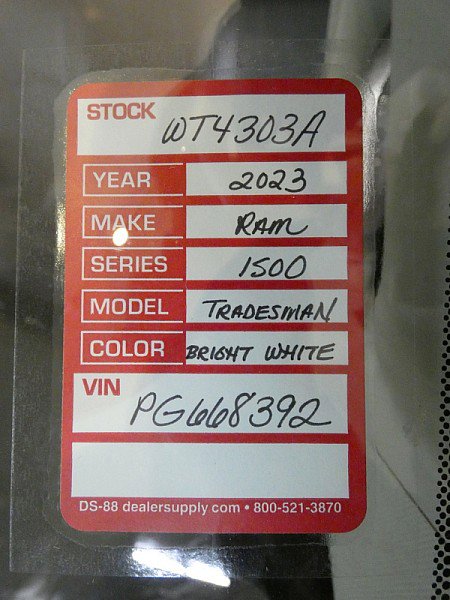 STOCK WT4303A
YEAR 2023
MAKE RAM
SERIES 1500
MODEL TRADESMAN
COLOR BRIGHT WHITE
VIN PG668392
DS-88 dealersupply.com • 800-521-3870